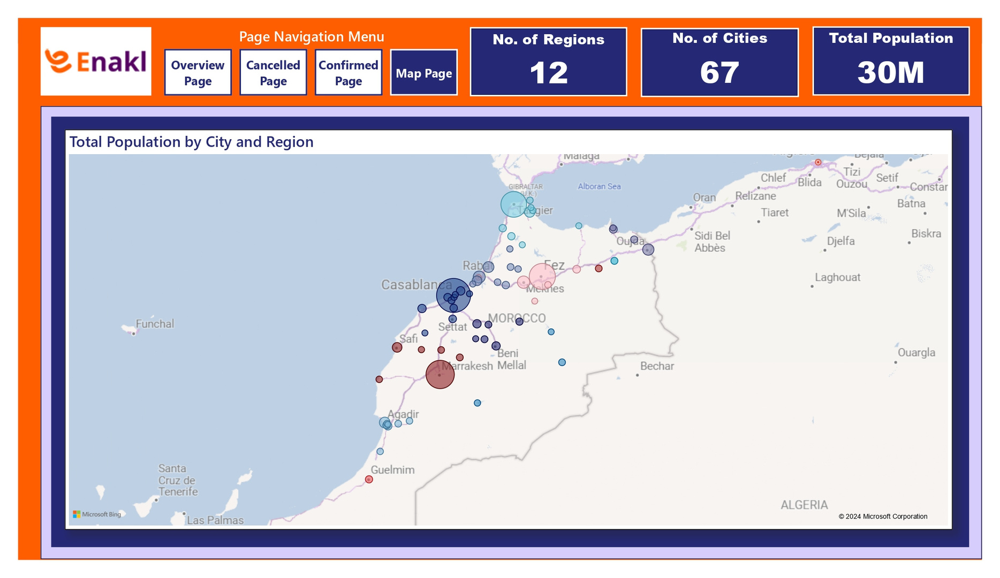 Enakl
Page Navigation Menu
Overview
Page
Cancelled
Page
Confirmed
Page
Map Page
No. of Regions
12
No. of Cities
67
Total Population
30M
Total Population by City and Region
Malaga
Algiers
Bejaia
Tizi
Ouzou
Chlef
Blida
Setif
Constan
GIBRALTAR
(U.K.)
Alboran Sea
Oran
Relizane
Tangier
Tiaret
M'Sila
Batna
Oujda
Sidi Bel
Abbès
Djelfa
Biskra
Rabat
Fez
Casablanca
Meknes
Laghouat
Funchal
MOROCCO
Settat
Safi
Beni
Mellal
Marrakesh
Bechar
Ouargla
Agadir
Guelmim
Santa
Cruz de
Tenerife
Las Palmas
ALGERIA
Microsoft Bing
© 2024 Microsoft Corporation